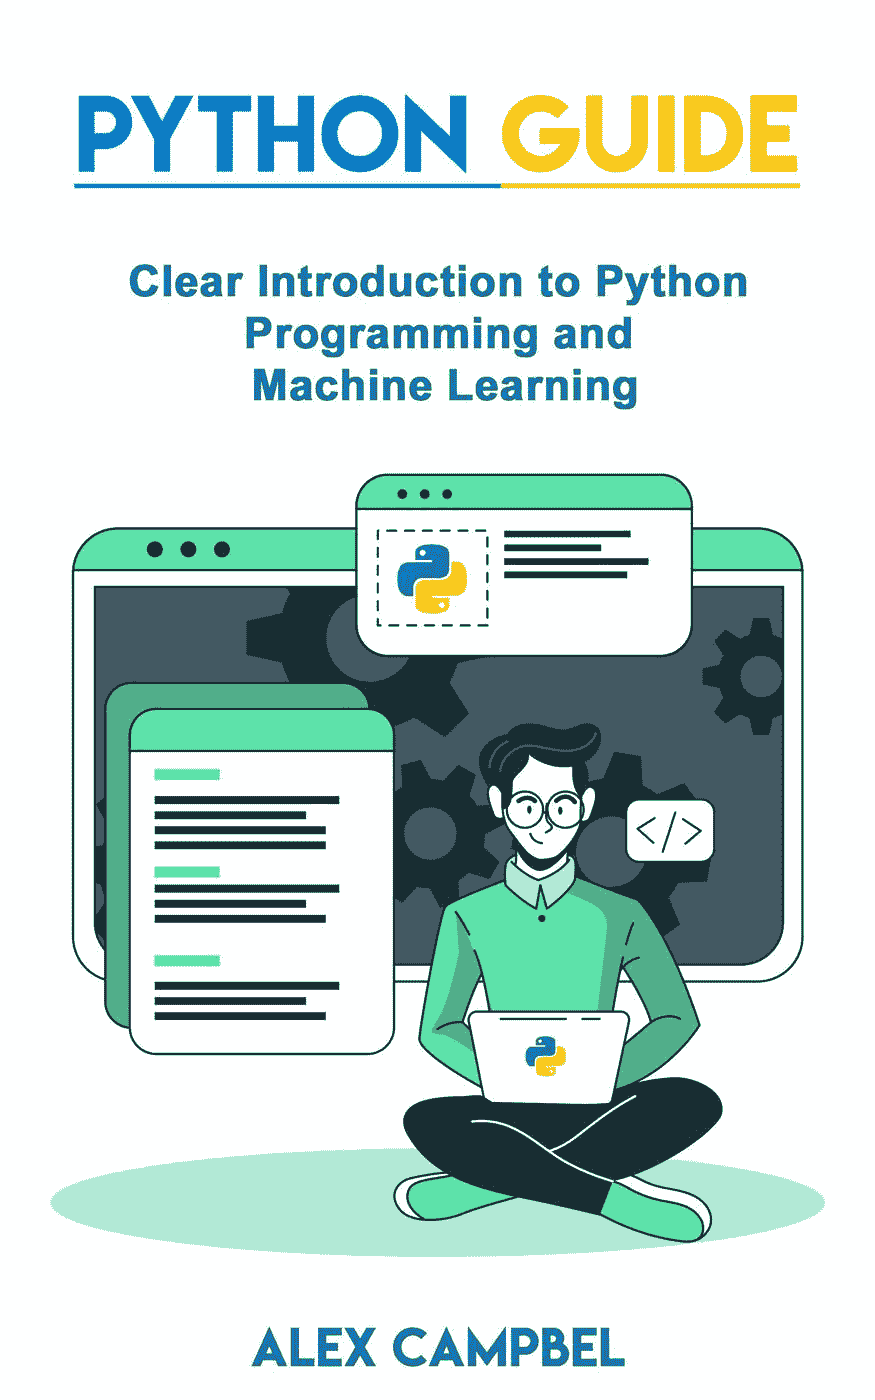 PYTHON GUIDE
Clear Introduction to Python
Programming and
Machine Learning
</>
ALEX CAMPBEL